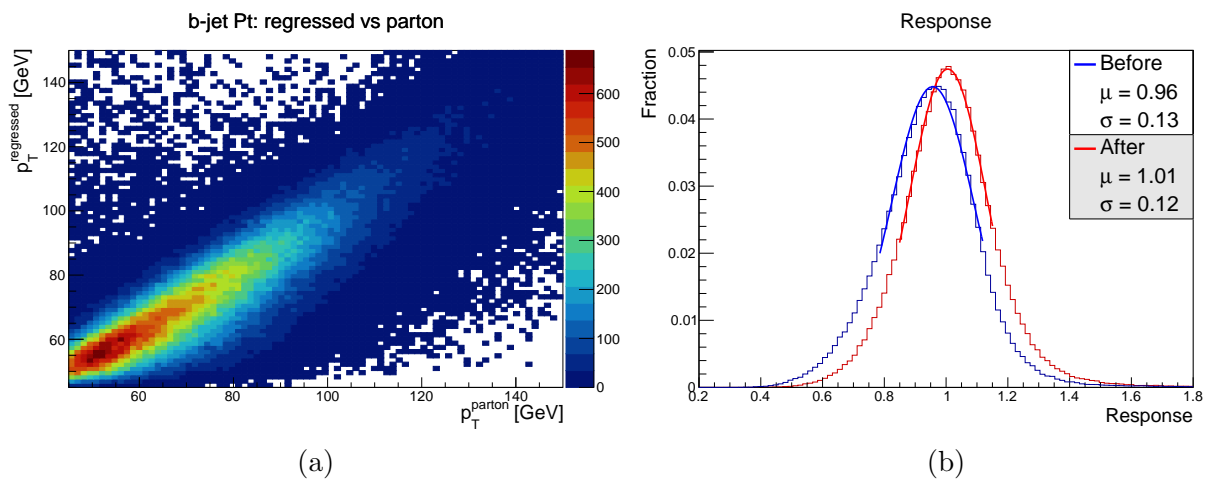 b-jet Pt: regressed vs parton
p_T^regressed [GeV]
140
120
100
80
60
60 80 100 120 140
p_T^parton [GeV]
600
500
400
300
200
100
0
(a)
Response
Fraction
0.05
0.04
0.03
0.02
0.01
0
0.2 0.4 0.6 0.8 1 1.2 1.4 1.6 1.8
Response
Before
μ = 0.96
σ = 0.13
After
μ = 1.01
σ = 0.12
(b)